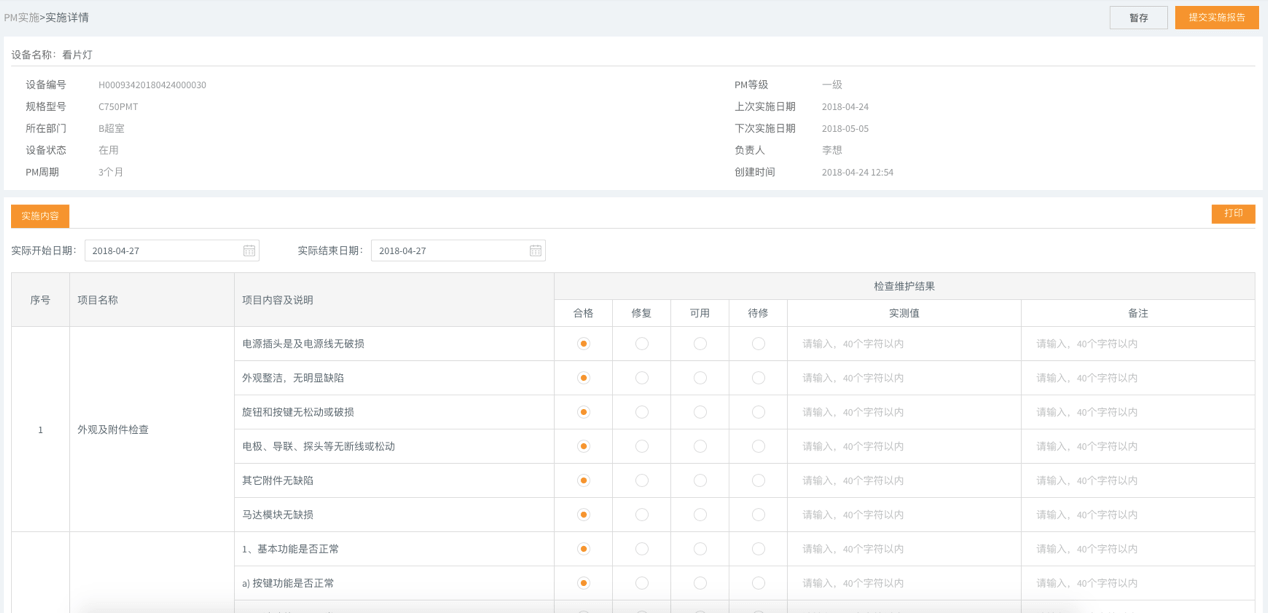 PM实施>实施详情
暂存
提交实施报告
设备名称：看片灯
设备编号 H00093420180424000030 PM等级 一级
规格型号 C750PMT 上次实施日期 2018-04-24
所在部门 B超室 下次实施日期 2018-05-05
设备状态 在用 负责人 李想
PM周期 3个月 创建时间 2018-04-24 12:54
实施内容 打印
实际开始日期： 2018-04-27 实际结束日期： 2018-04-27
序号 项目名称 项目内容及说明 检查维护结果
合格 修复 可用 待修 实测值 备注
电源插头是及电源线无破损 请输入，40个字符以内 请输入，40个字符以内
外观整洁，无明显缺陷 请输入，40个字符以内 请输入，40个字符以内
旋钮和按键无松动或破损 请输入，40个字符以内 请输入，40个字符以内
1 外观及附件检查
电极、导联、探头等无断线或松动 请输入，40个字符以内 请输入，40个字符以内
其它附件无缺陷 请输入，40个字符以内 请输入，40个字符以内
马达模块无缺损 请输入，40个字符以内 请输入，40个字符以内
1、基本功能是否正常 请输入，40个字符以内 请输入，40个字符以内
a) 按键功能是否正常 请输入，40个字符以内 请输入，40个字符以内